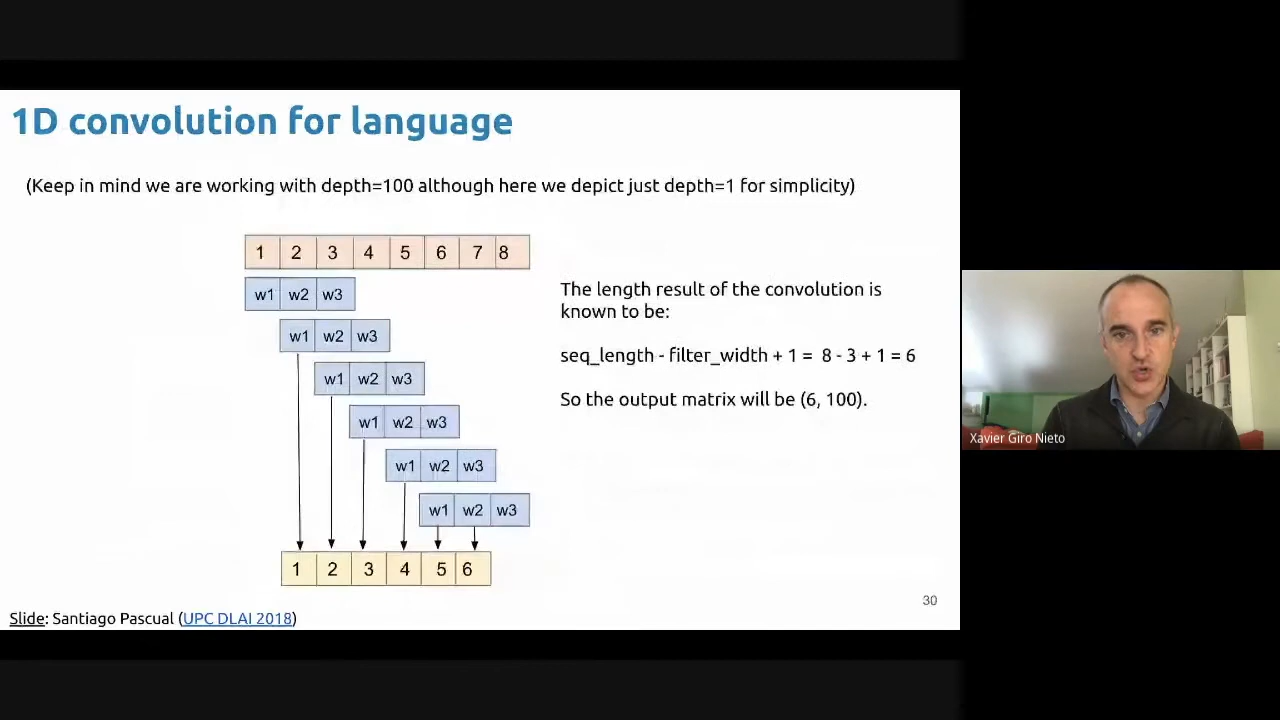 1D convolution for language
(Keep in mind we are working with depth=100 although here we depict just depth=1 for simplicity)
1 2 3 4 5 6 7 8
w1 w2 w3
w1 w2 w3
w1 w2 w3
w1 w2 w3
w1 w2 w3
w1 w2 w3
1 2 3 4 5 6
The length result of the convolution is
known to be:
seq_length - filter_width + 1 = 8 - 3 + 1 = 6
So the output matrix will be (6, 100).
Xavier Giro Nieto
30
Slide: Santiago Pascual (UPC DLAI 2018)